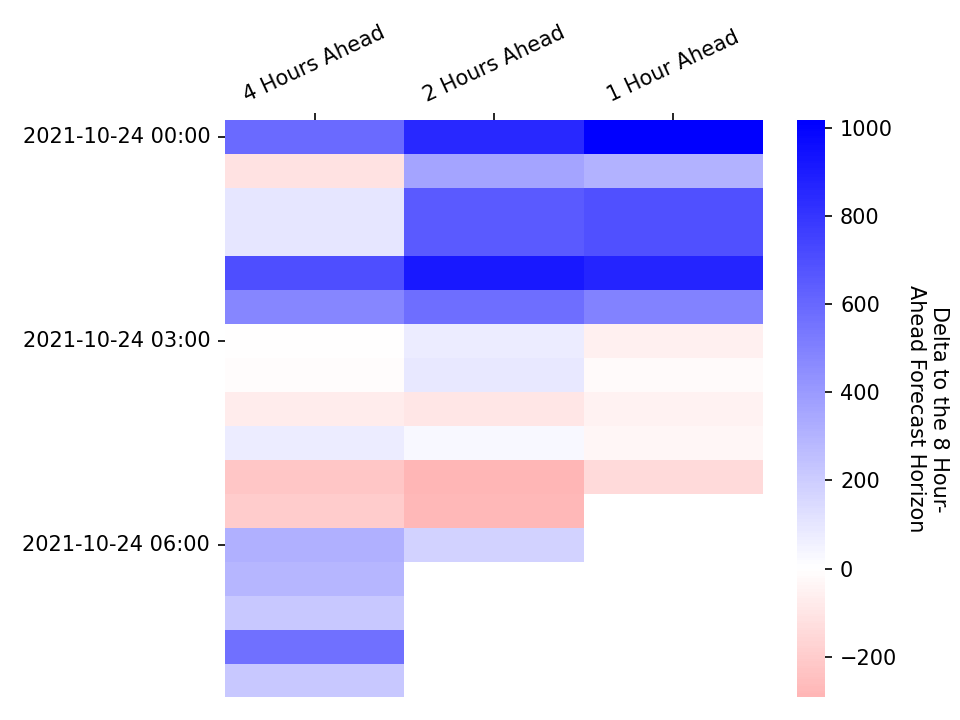 4 Hours Ahead
2 Hours Ahead
1 Hour Ahead
2021-10-24 00:00
2021-10-24 03:00
2021-10-24 06:00
1000
800
600
400
200
0
−200
Delta to the 8 Hour-
Ahead Forecast Horizon